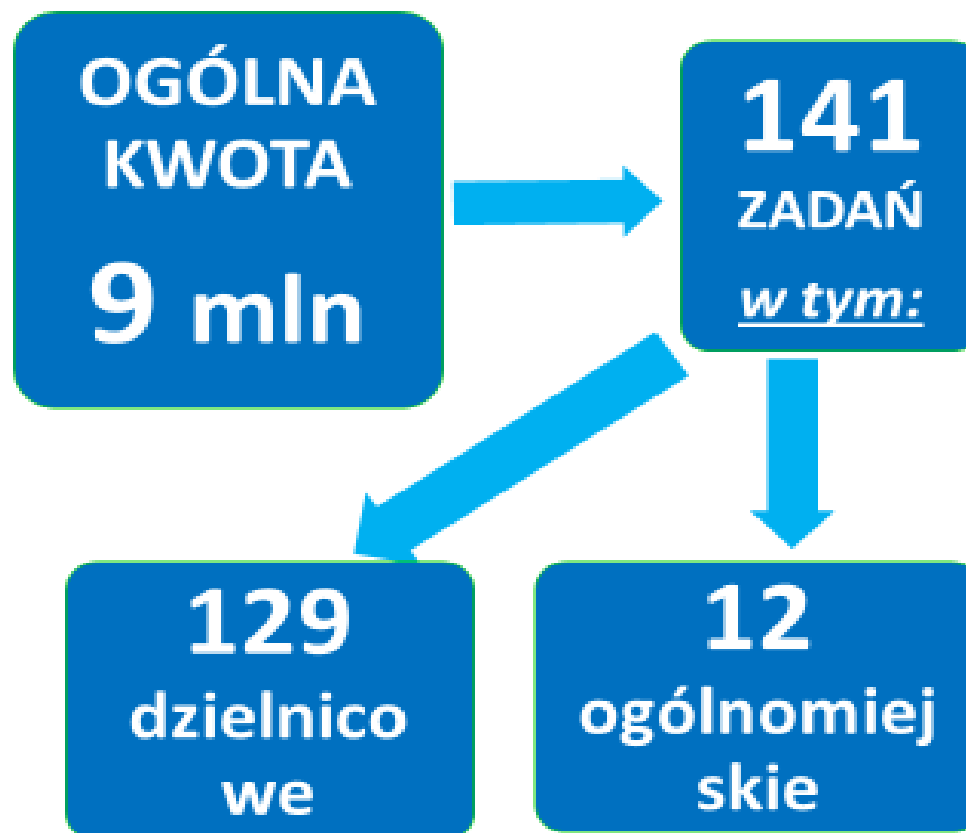 OGÓLNA
KWOTA
9 mln
141
ZADAŃ
w tym:
129
dzielnico
we
12
ogólnomiej
skie